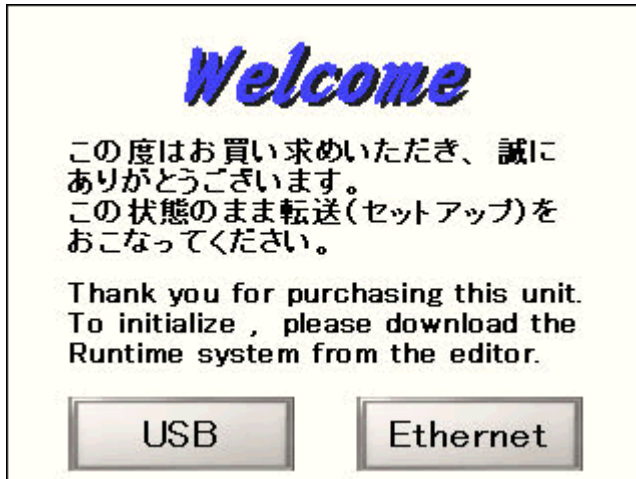 Welcome
この度はお買い求めいただき、誠に
ありがとうございます。
この状態のまま転送(セットアップ)を
おこなってください。
Thank you for purchasing this unit.
To initialize , please download the
Runtime system from the editor.
USB Ethernet